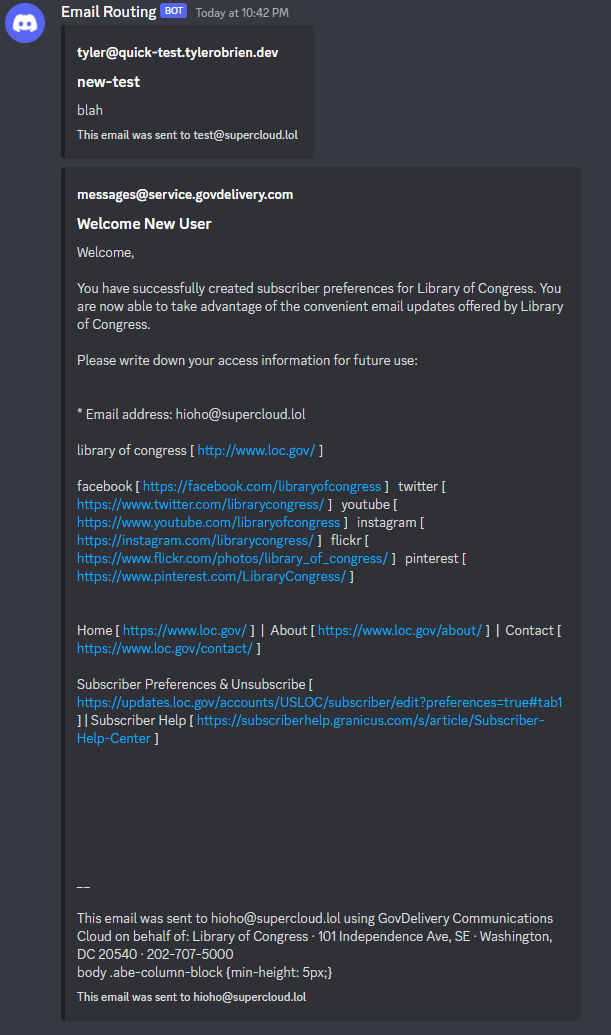 Email Routing BOT Today at 10:42 PM
tyler@quick-test.tylerobrien.dev
new-test
blah
This email was sent to test@supercloud.lol
messages@service.govdelivery.com
Welcome New User
Welcome,
You have successfully created subscriber preferences for Library of Congress. You
are now able to take advantage of the convenient email updates offered by Library
of Congress.
Please write down your access information for future use:
* Email address: hioho@supercloud.lol
library of congress [ http://www.loc.gov/ ]
facebook [ https://facebook.com/libraryofcongress ]   twitter [
https://www.twitter.com/librarycongress/ ]   youtube [
https://www.youtube.com/libraryofcongress ]   instagram [
https://instagram.com/librarycongress/ ]   flickr [
https://www.flickr.com/photos/library_of_congress/ ]   pinterest [
https://www.pinterest.com/LibraryCongress/ ]
Home [ https://www.loc.gov/ ]  |  About [ https://www.loc.gov/about/ ]  |  Contact [
https://www.loc.gov/contact/ ]
Subscriber Preferences & Unsubscribe [
https://updates.loc.gov/accounts/USLOC/subscriber/edit?preferences=true#tab1
] | Subscriber Help [ https://subscriberhelp.granicus.com/s/article/Subscriber-
Help-Center ]
__
This email was sent to hioho@supercloud.lol using GovDelivery Communications
Cloud on behalf of: Library of Congress · 101 Independence Ave, SE · Washington,
DC 20540 · 202-707-5000
body .abe-column-block {min-height: 5px;}
This email was sent to hioho@supercloud.lol